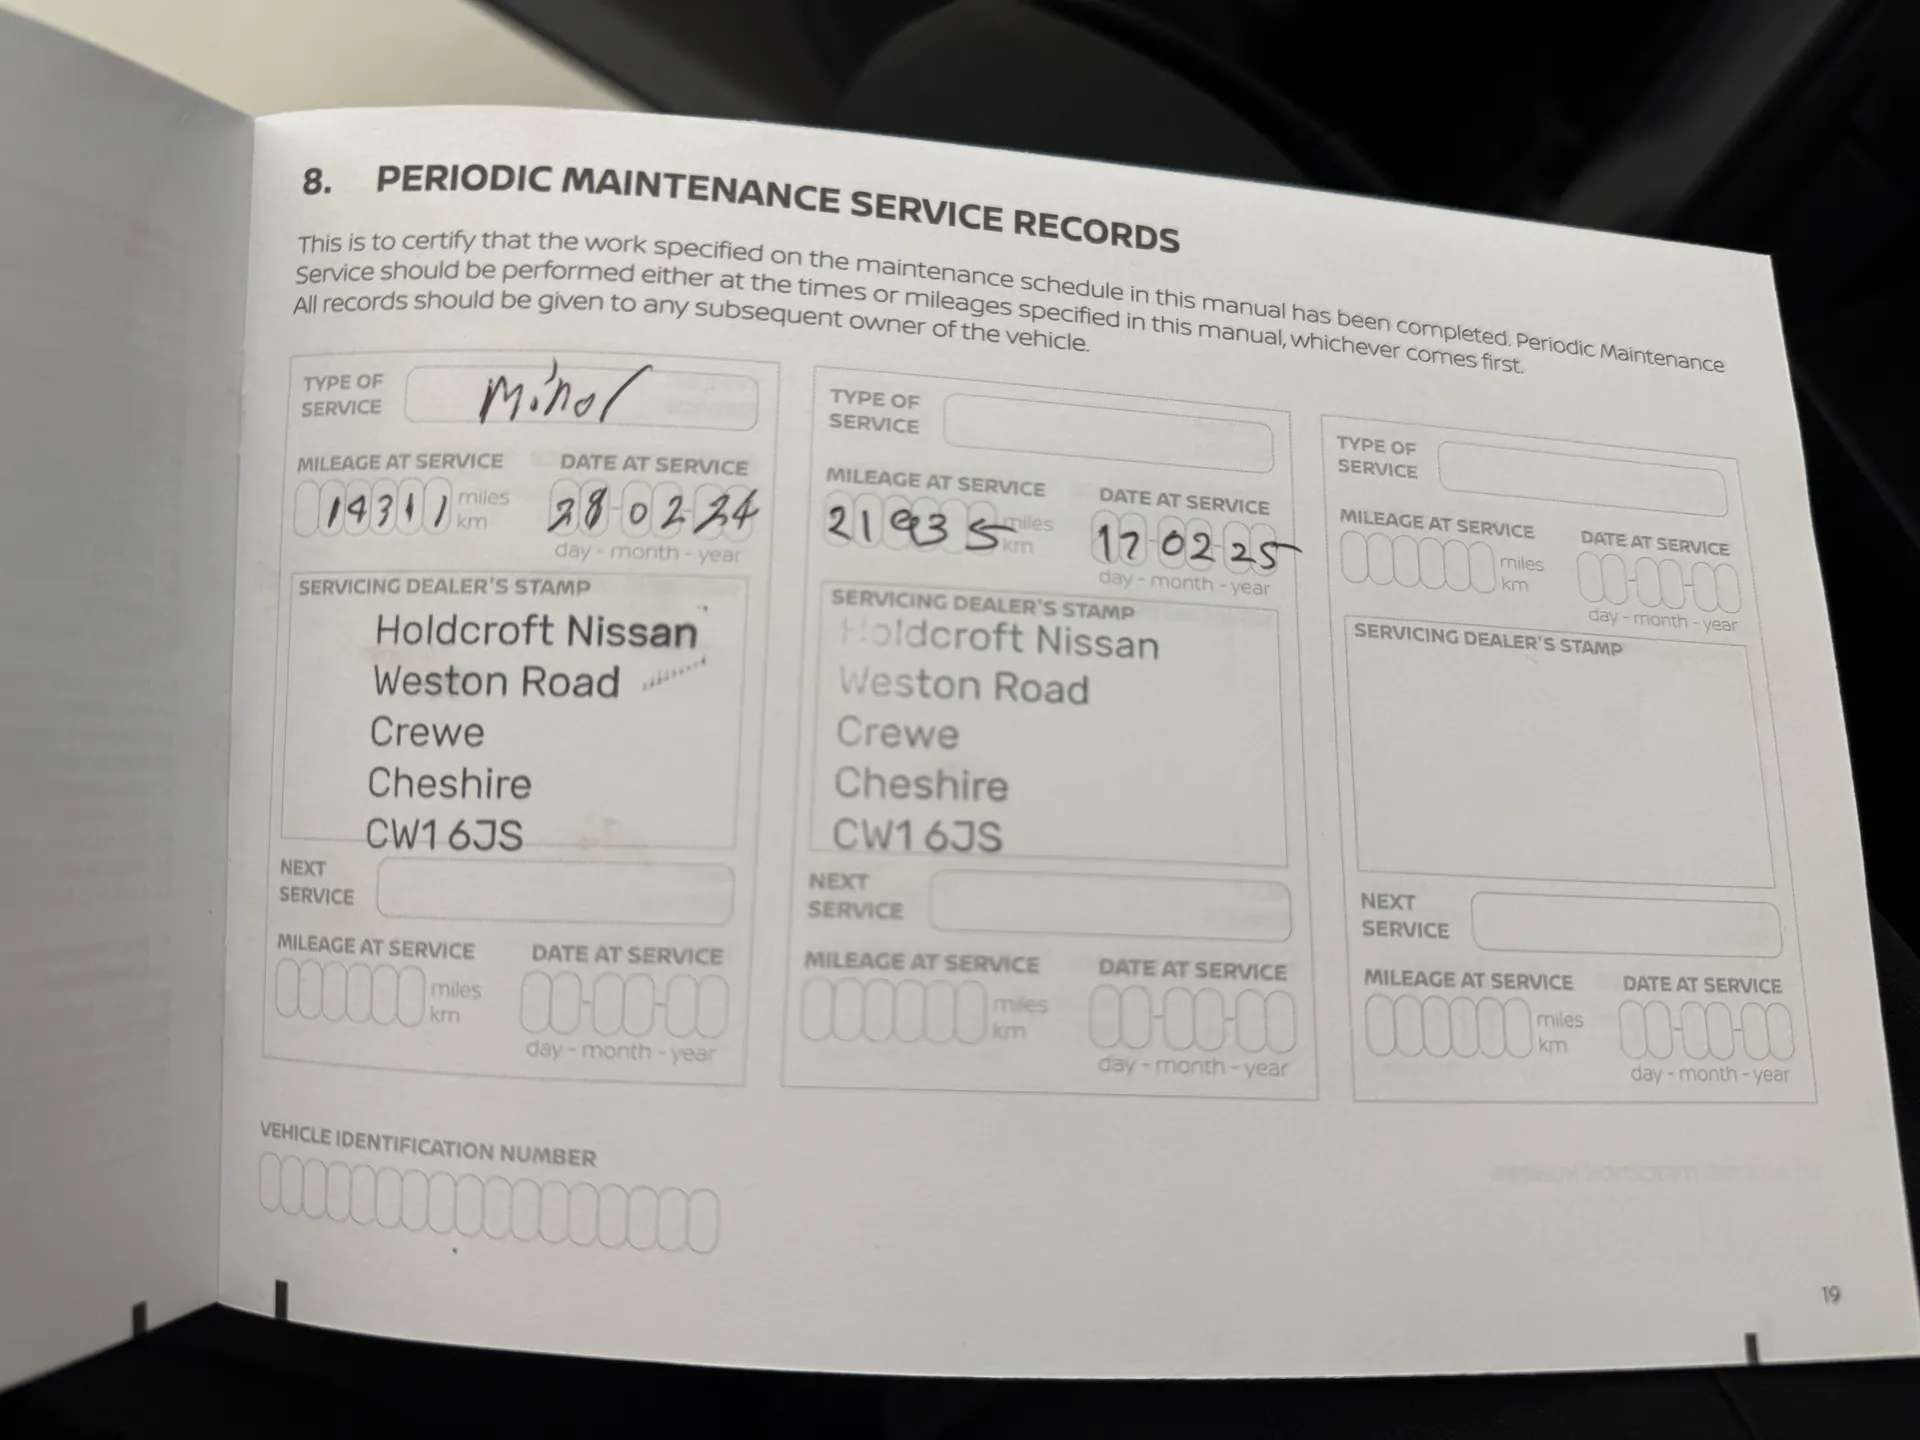 8. PERIODIC MAINTENANCE SERVICE RECORDS
This is to certify that the work specified on the maintenance schedule in this manual has been completed. Periodic Maintenance
Service should be performed either at the times or mileages specified in this manual, whichever comes first.
All records should be given to any subsequent owner of the vehicle.
TYPE OF
SERVICE
Minor
MILEAGE AT SERVICE
DATE AT SERVICE
14311 miles
km
28-02-24
day - month - year
SERVICING DEALER'S STAMP
Holdcroft Nissan
Weston Road
Crewe
Cheshire
CW1 6JS
NEXT
SERVICE
MILEAGE AT SERVICE
DATE AT SERVICE
miles
km
day - month - year
TYPE OF
SERVICE
MILEAGE AT SERVICE
DATE AT SERVICE
21935 miles
km
17-02-25
day - month - year
SERVICING DEALER'S STAMP
Holdcroft Nissan
Weston Road
Crewe
Cheshire
CW1 6JS
NEXT
SERVICE
MILEAGE AT SERVICE
DATE AT SERVICE
miles
km
day - month - year
TYPE OF
SERVICE
MILEAGE AT SERVICE
DATE AT SERVICE
miles
km
day - month - year
SERVICING DEALER'S STAMP
NEXT
SERVICE
MILEAGE AT SERVICE
DATE AT SERVICE
miles
km
day - month - year
VEHICLE IDENTIFICATION NUMBER
19